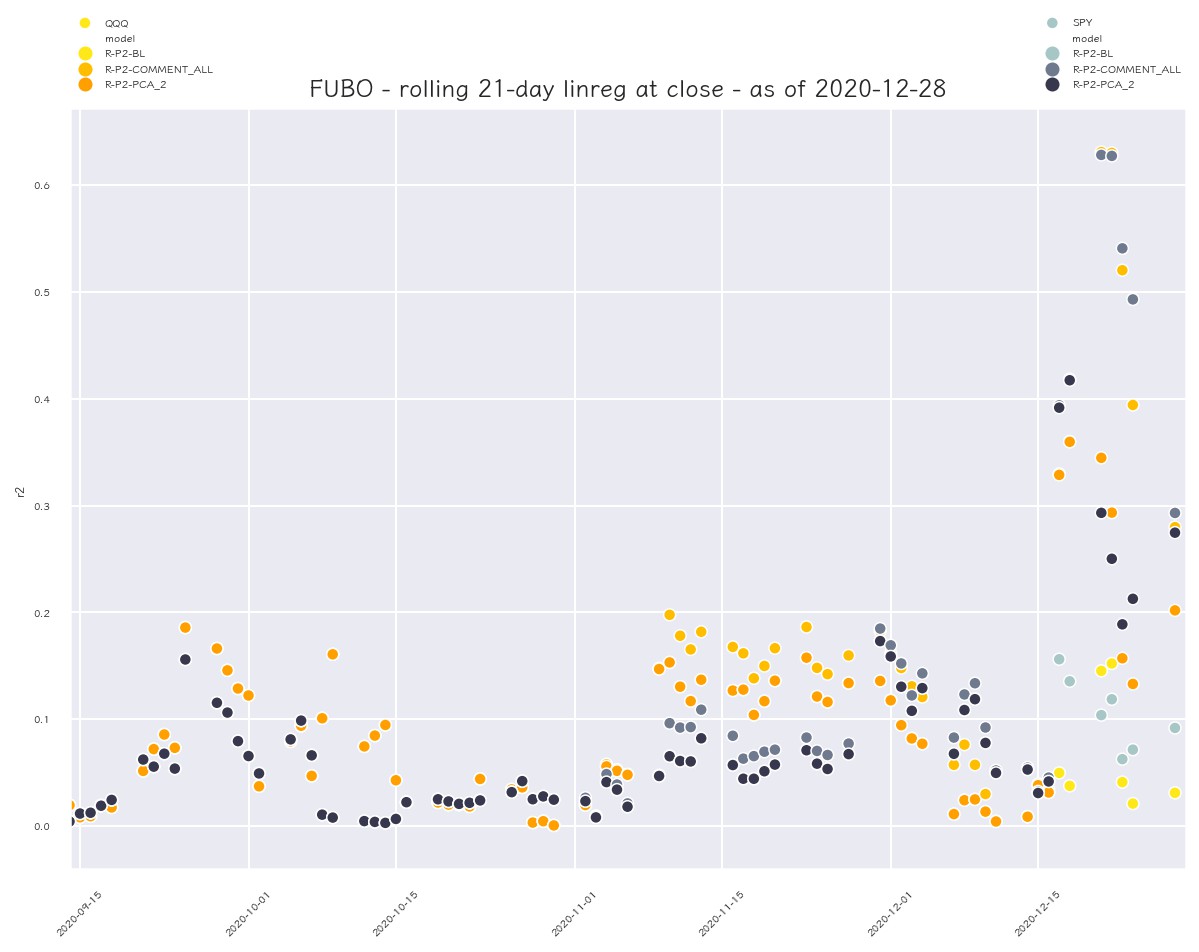 QQQ
model
R-P2-BL
R-P2-COMMENT_ALL
R-P2-PCA_2
SPY
model
R-P2-BL
R-P2-COMMENT_ALL
R-P2-PCA_2
FUBO - rolling 21-day linreg at close - as of 2020-12-28
r2
0.6
0.5
0.4
0.3
0.2
0.1
0.0
2020-09-15
2020-10-01
2020-10-15
2020-11-01
2020-11-15
2020-12-01
2020-12-15